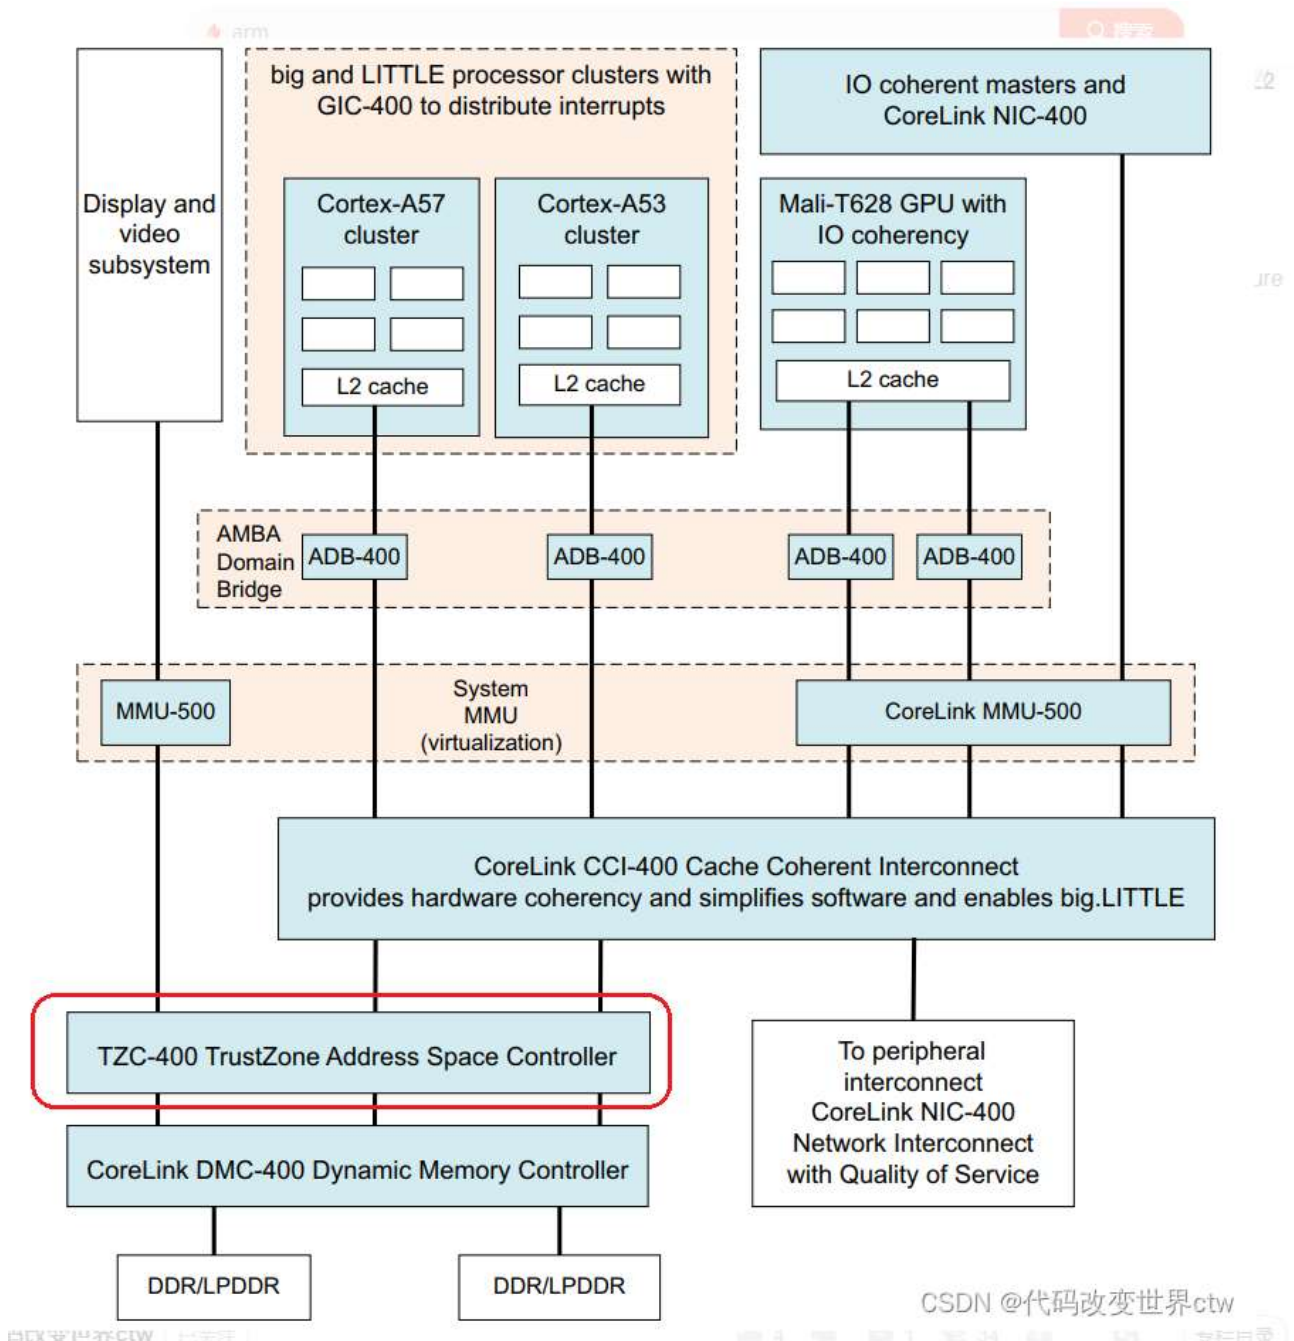 arm
搜索
big and LITTLE processor clusters with
GIC-400 to distribute interrupts
IO coherent masters and
CoreLink NIC-400
Display and
video
subsystem
Cortex-A57
cluster
L2 cache
Cortex-A53
cluster
L2 cache
Mali-T628 GPU with
IO coherency
L2 cache
AMBA
Domain
Bridge
ADB-400
ADB-400
ADB-400
ADB-400
MMU-500
System
MMU
(virtualization)
CoreLink MMU-500
CoreLink CCI-400 Cache Coherent Interconnect
provides hardware coherency and simplifies software and enables big.LITTLE
TZC-400 TrustZone Address Space Controller
To peripheral
interconnect
CoreLink NIC-400
Network Interconnect
with Quality of Service
CoreLink DMC-400 Dynamic Memory Controller
DDR/LPDDR
DDR/LPDDR
CSDN @代码改变世界ctw